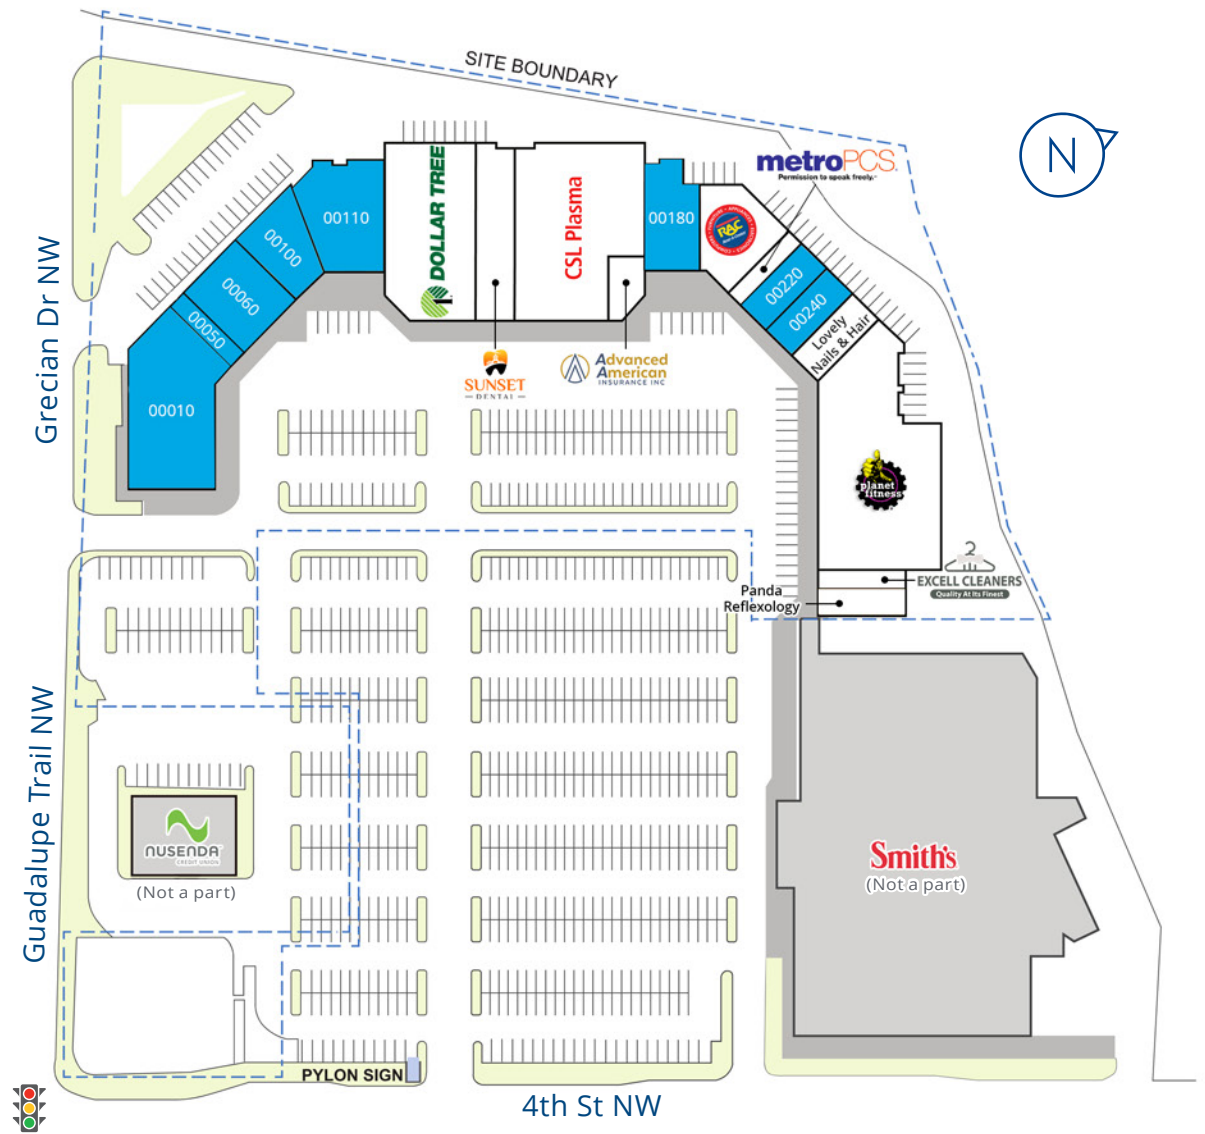 SITE BOUNDARY
N
metroPCS.
Permission to speak freely.
Grecian Dr NW
DOLLAR TREE
CSL Plasma
RAC
00110
00180
00100
00060
00050
00010
00220
00240
Lovely
Nails & Hair
SUNSET
DENTAL
Advanced
American
INSURANCE INC
planet
fitness
EXCELL CLEANERS
Quality At Its Finest
Panda
Reflexology
Guadalupe Trail NW
NUSENDA
CREDIT UNION
(Not a part)
Smith's
(Not a part)
PYLON SIGN
4th St NW